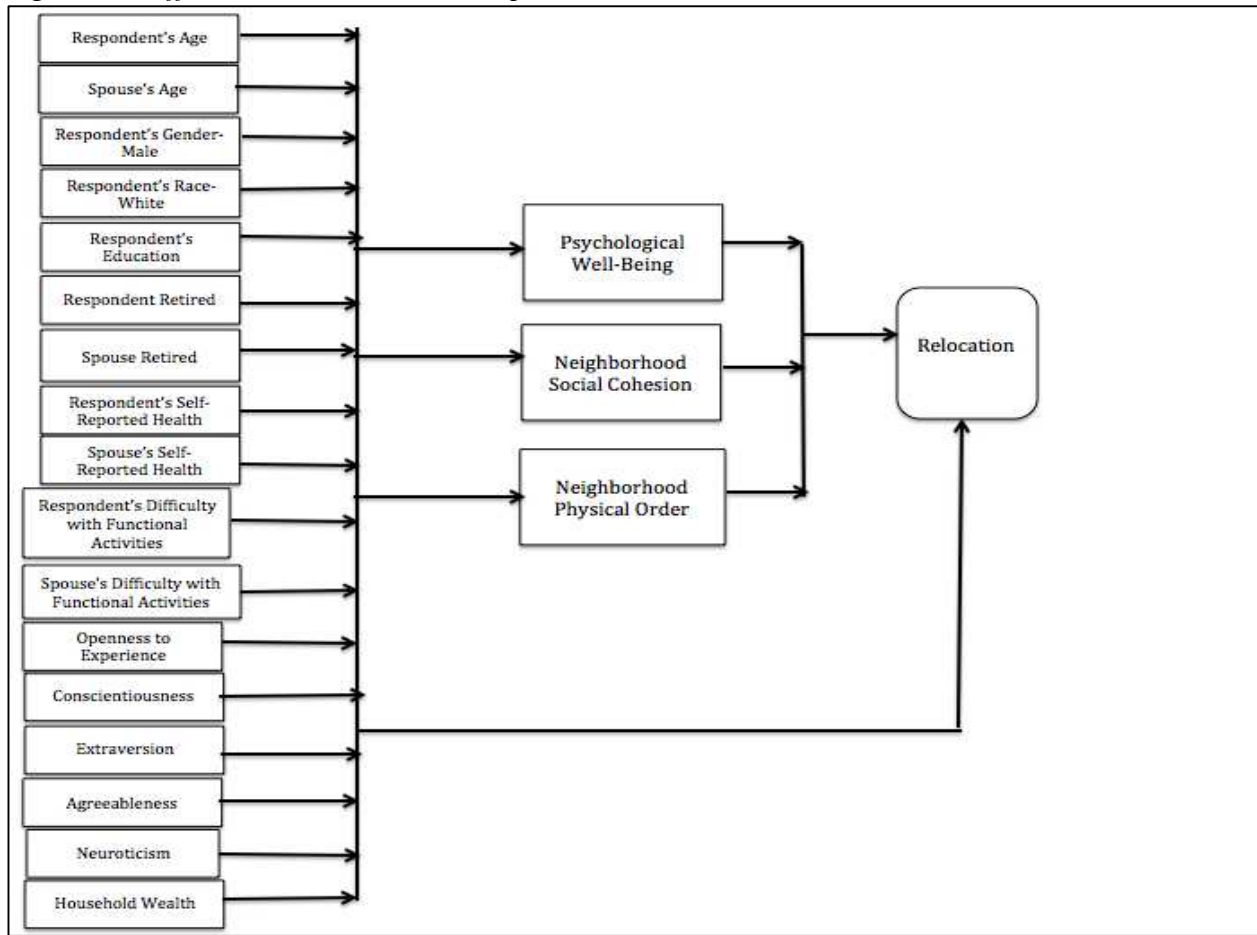 Respondent's Age
Spouse's Age
Respondent's Gender-
Male
Respondent's Race-
White
Respondent's
Education
Respondent Retired
Spouse Retired
Respondent's Self-
Reported Health
Spouse's Self-
Reported Health
Respondent's Difficulty
with Functional
Activities
Spouse's Difficulty with
Functional Activities
Openness to
Experience
Conscientiousness
Extraversion
Agreeableness
Neuroticism
Household Wealth
Psychological
Well-Being
Neighborhood
Social Cohesion
Neighborhood
Physical Order
Relocation